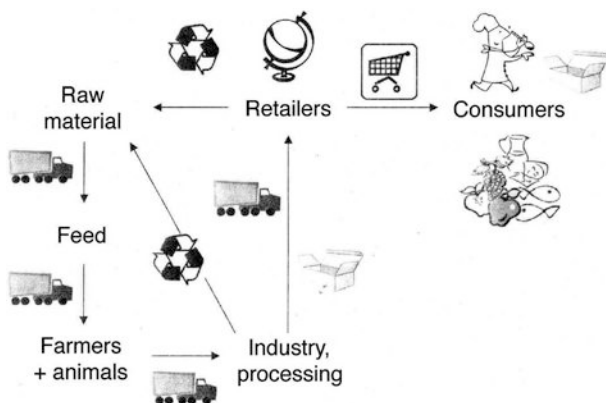 Raw
material
Retailers
Consumers
Feed
Farmers
+ animals
Industry,
processing